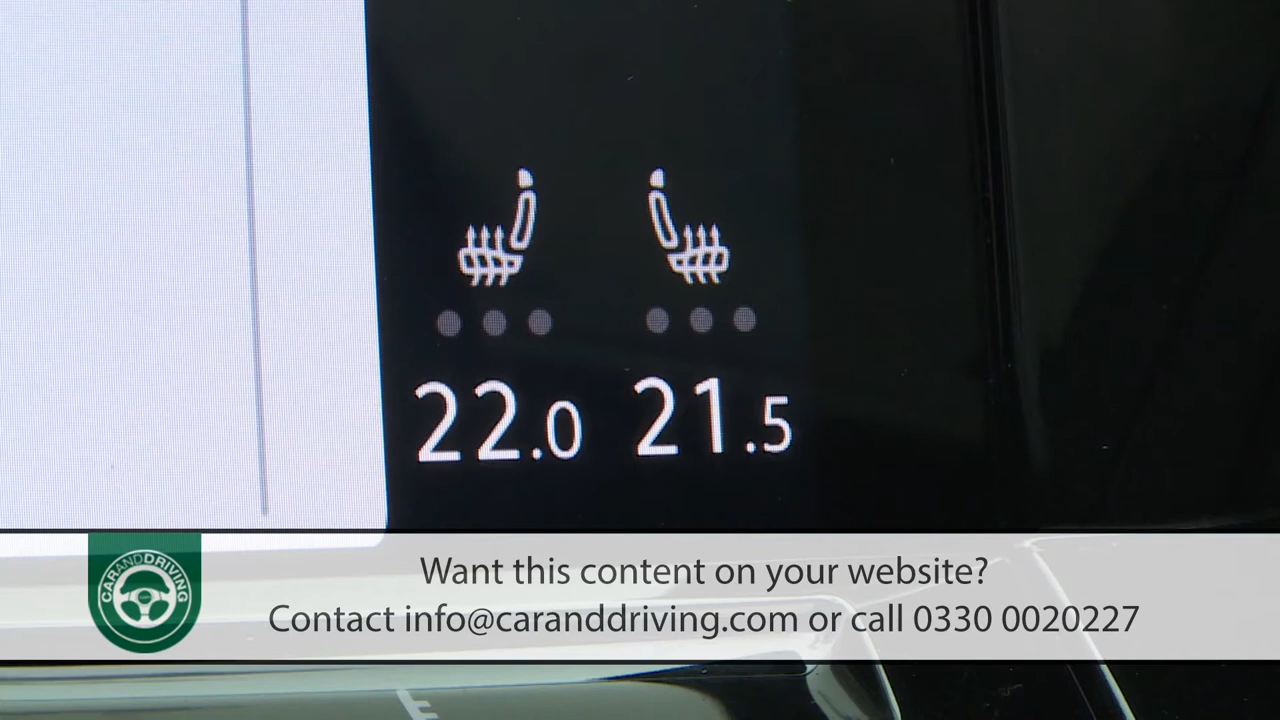 22.0 21.5
CARANDDRIVING
Want this content on your website?
Contact info@caranddriving.com or call 0330 0020227